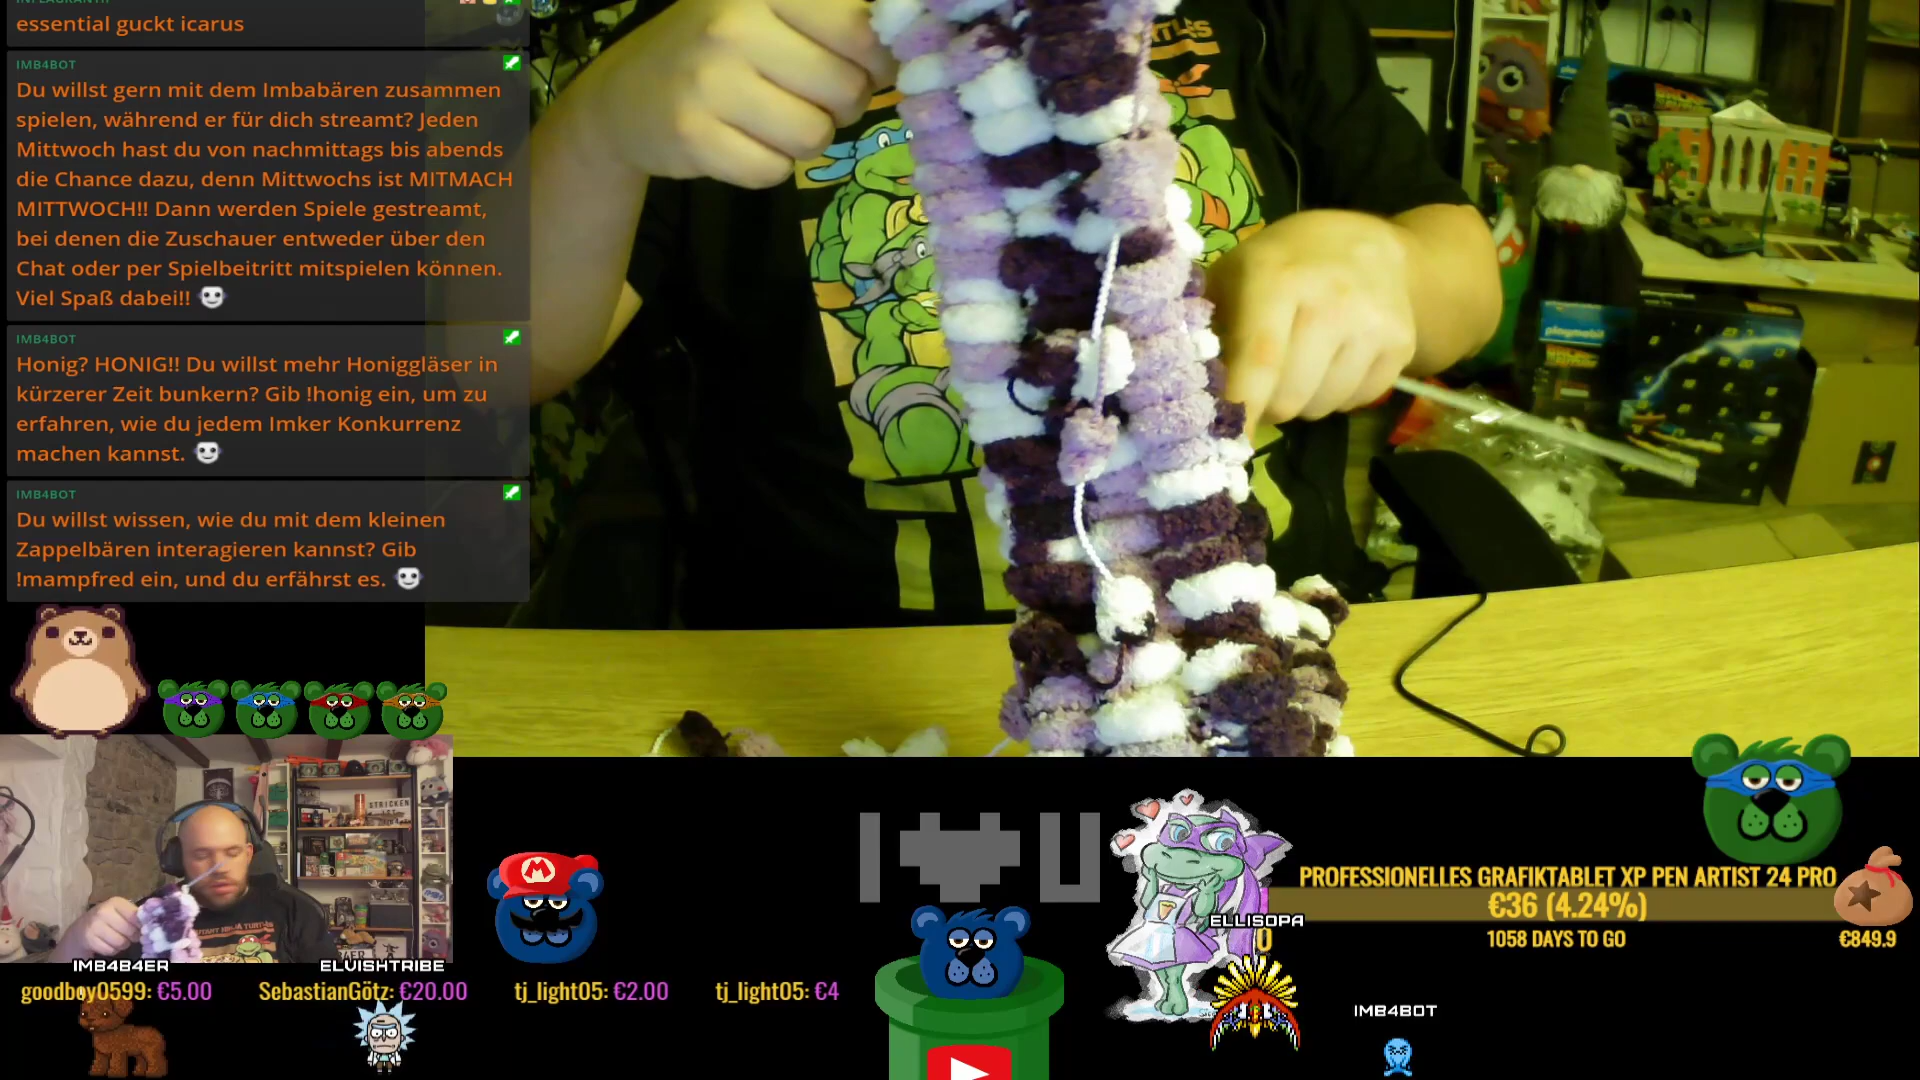 essential guckt icarus
IMB4BOT
Du willst gern mit dem Imbabären zusammen
spielen, während er für dich streamt? Jeden
Mittwoch hast du von nachmittags bis abends
die Chance dazu, denn Mittwochs ist MITMACH
MITTWOCH!! Dann werden Spiele gestreamt,
bei denen die Zuschauer entweder über den
Chat oder per Spielbeitritt mitspielen können.
Viel Spaß dabei!!
IMB4BOT
Honig? HONIG!! Du willst mehr Honiggläser in
kürzerer Zeit bunkern? Gib !honig ein, um zu
erfahren, wie du jedem Imker Konkurrenz
machen kannst.
IMB4BOT
Du willst wissen, wie du mit dem kleinen
Zappelbären interagieren kannst? Gib
!mampfred ein, und du erfährst es.
playmobil
STRICKEN
I U
M
PROFESSIONELLES GRAFIKTABLET XP PEN ARTIST 24 PRO
€36 (4.24%)
0
1058 DAYS TO GO
€849.9
ELLISOPA
IMB4B4ER
ELVISHTRIBE
goodboy0599: €5.00
SebastianGötz: €20.00
tj_light05: €2.00
tj_light05: €4
IMB4BOT